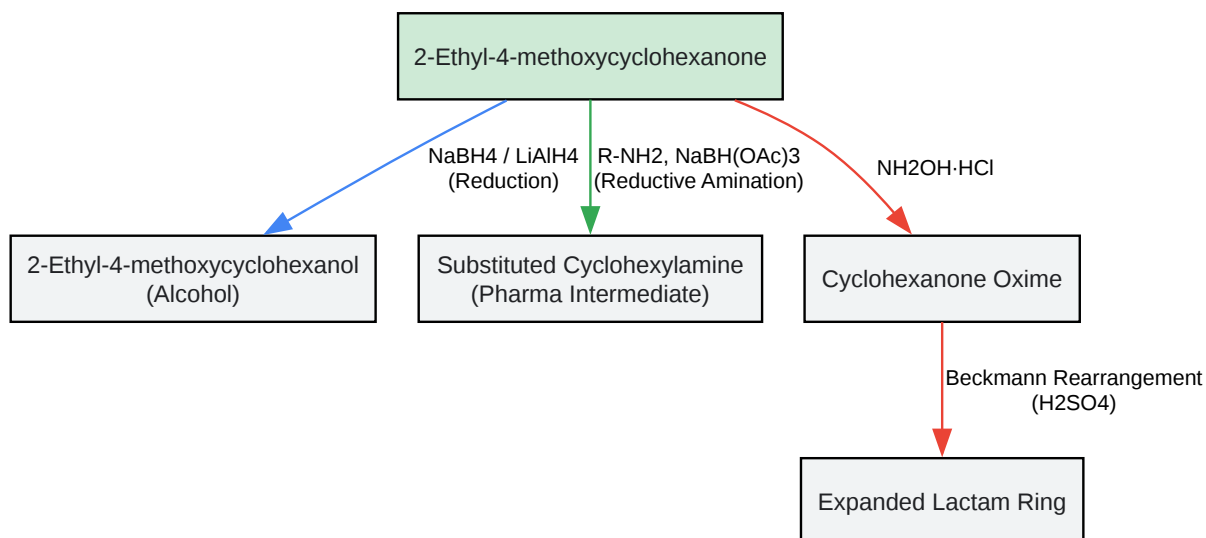 2-Ethyl-4-methoxycyclohexanone
NaBH4 / LiAlH4
(Reduction)
R-NH2, NaBH(OAc)3
(Reductive Amination)
NH2OH·HCl
2-Ethyl-4-methoxycyclohexanol
(Alcohol)
Substituted Cyclohexylamine
(Pharma Intermediate)
Cyclohexanone Oxime
Beckmann Rearrangement
(H2SO4)
Expanded Lactam Ring